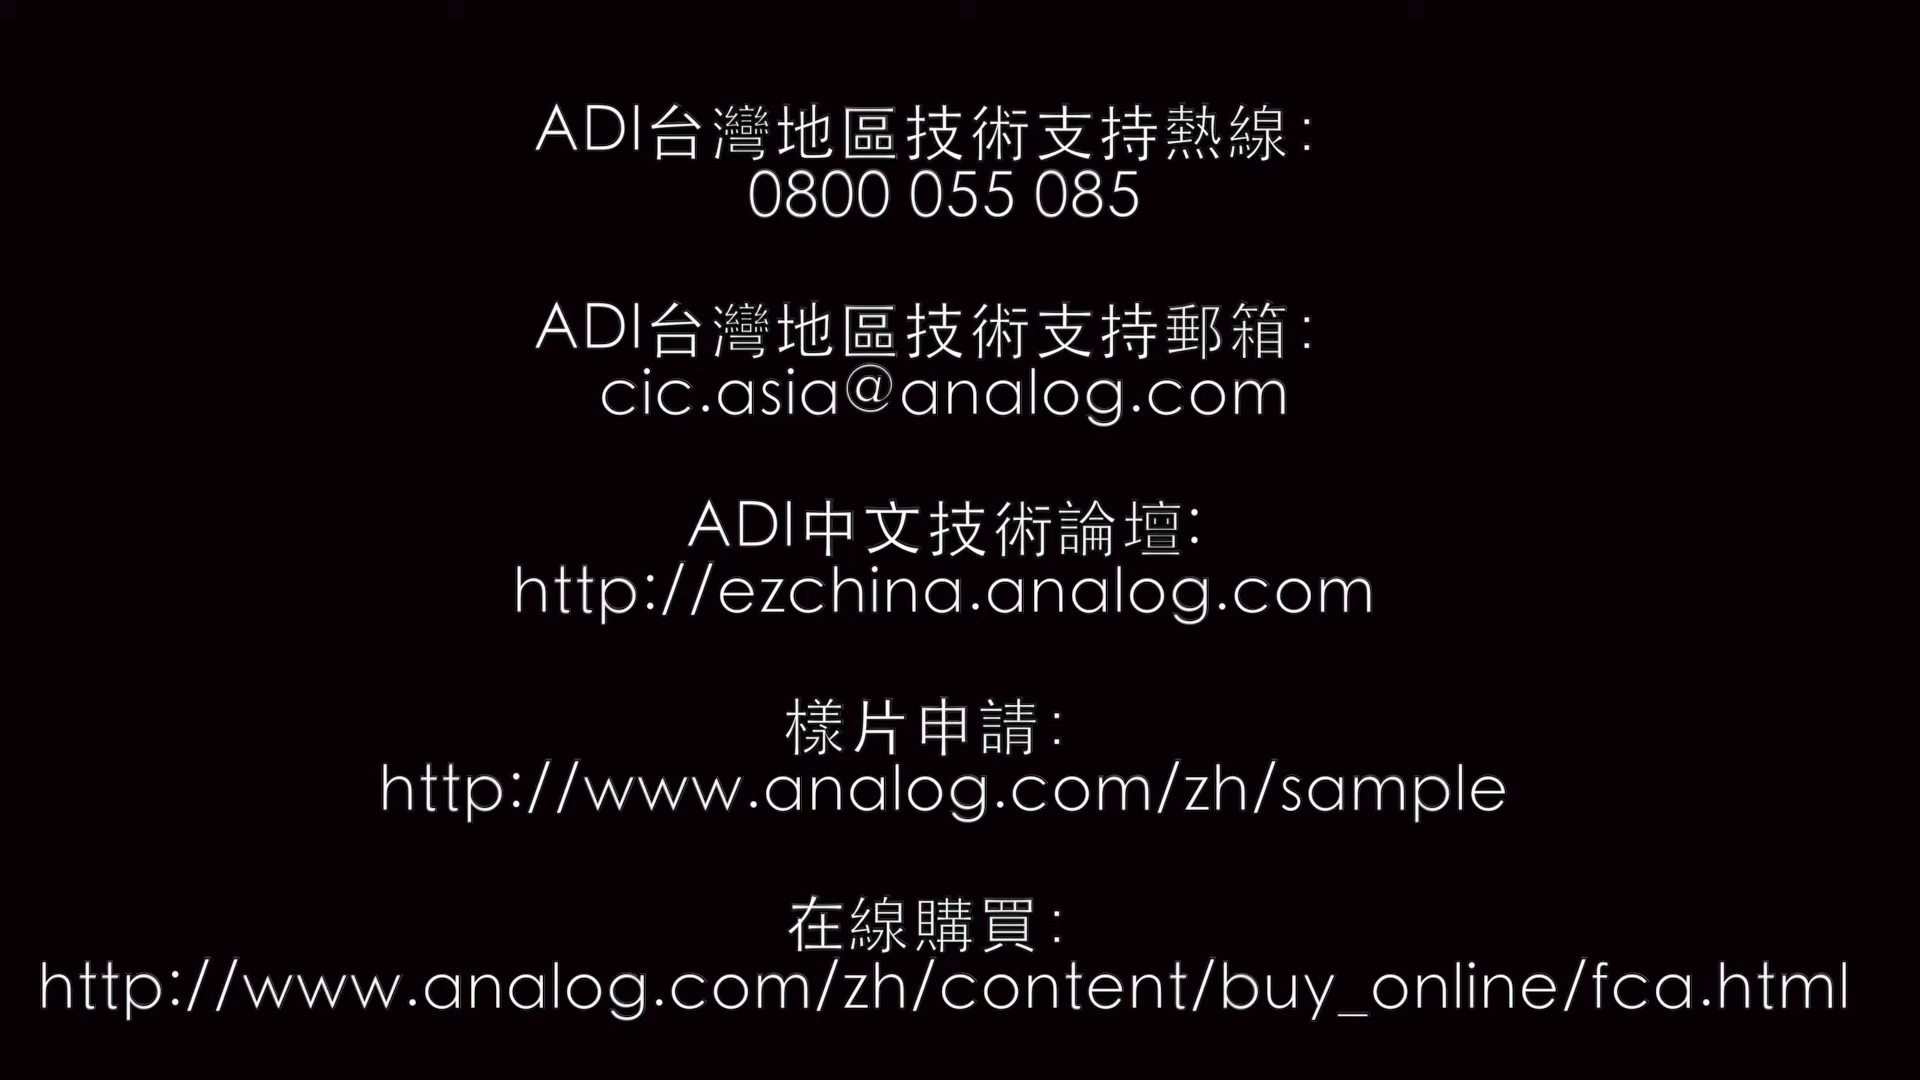 ADI台灣地區技術支持熱線:
0800 055 085
ADI台灣地區技術支持郵箱:
cic.asia@analog.com
ADI中文技術論壇:
http://ezchina.analog.com
樣片申請:
http://www.analog.com/zh/sample
在線購買:
http://www.analog.com/zh/content/buy_online/fca.html